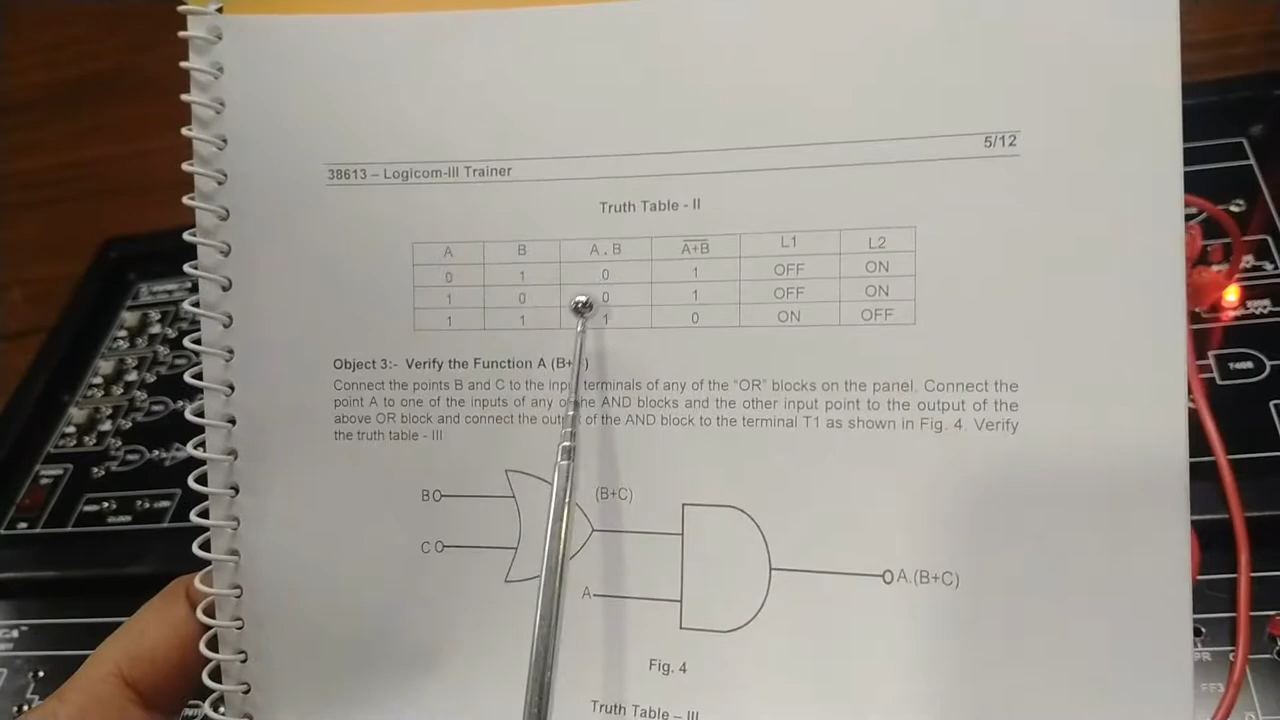 5/12
38613 – Logicom-III Trainer
Truth Table - II
A B A . B A+B L1 L2
0 1 0 1 OFF ON
1 0 0 1 OFF ON
1 1 1 0 ON OFF
Object 3:- Verify the Function A (B+ )
Connect the points B and C to the terminals of any of the "OR" blocks on the panel. Connect the
point A to one of the inputs of any AND blocks and the other input point to the output of the
above OR block and connect the of the AND block to the terminal T1 as shown in Fig. 4. Verify
the truth table - III
B
(B+C)
C
A.(B+C)
A
Fig. 4
Truth Table – III
7408
PR
FF3